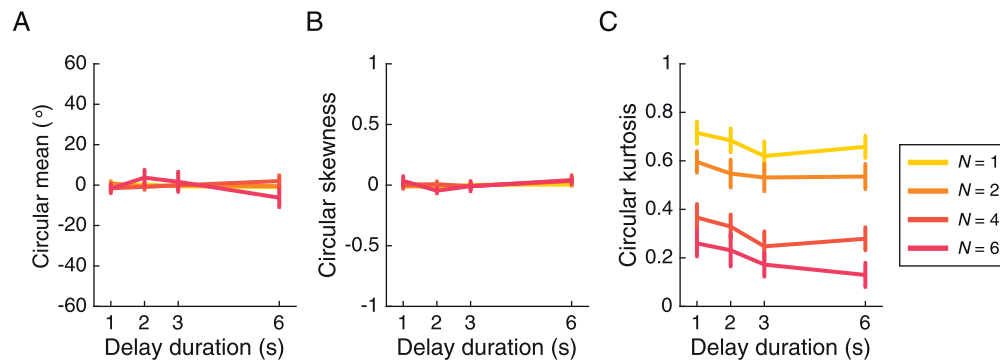 A
B
C
Circular mean (°)
60
40
20
0
-20
-40
-60
1
2
3
6
Delay duration (s)
Circular skewness
1
0.5
0
-0.5
-1
1
2
3
6
Delay duration (s)
Circular kurtosis
1
0.8
0.6
0.4
0.2
0
1
2
3
6
Delay duration (s)
N = 1
N = 2
N = 4
N = 6